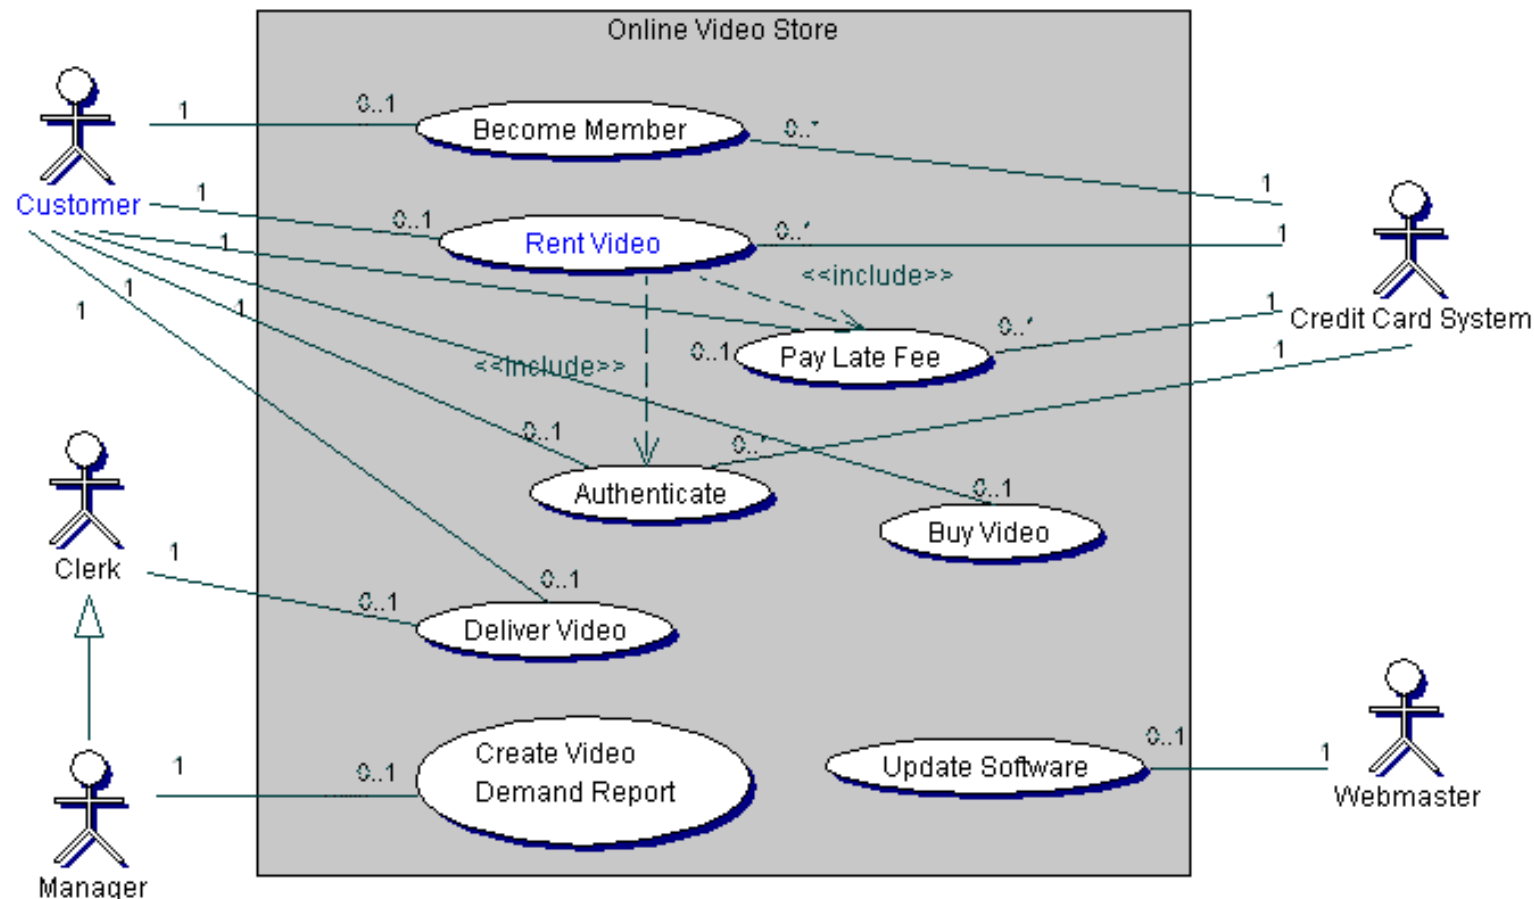 Online Video Store
1
0..1
Become Member
0..*
1
Customer
1
0..1
Rent Video
0..*
1
1
<<include>>
1
1
1
1
Credit Card System
0..1
Pay Late Fee
0..*
1
<<include>>
0..1
0..*
Authenticate
0..1
Buy Video
Clerk
1
0..1
0..1
Deliver Video
Create Video
Demand Report
1
0..1
Update Software
0..1
1
Webmaster
Manager